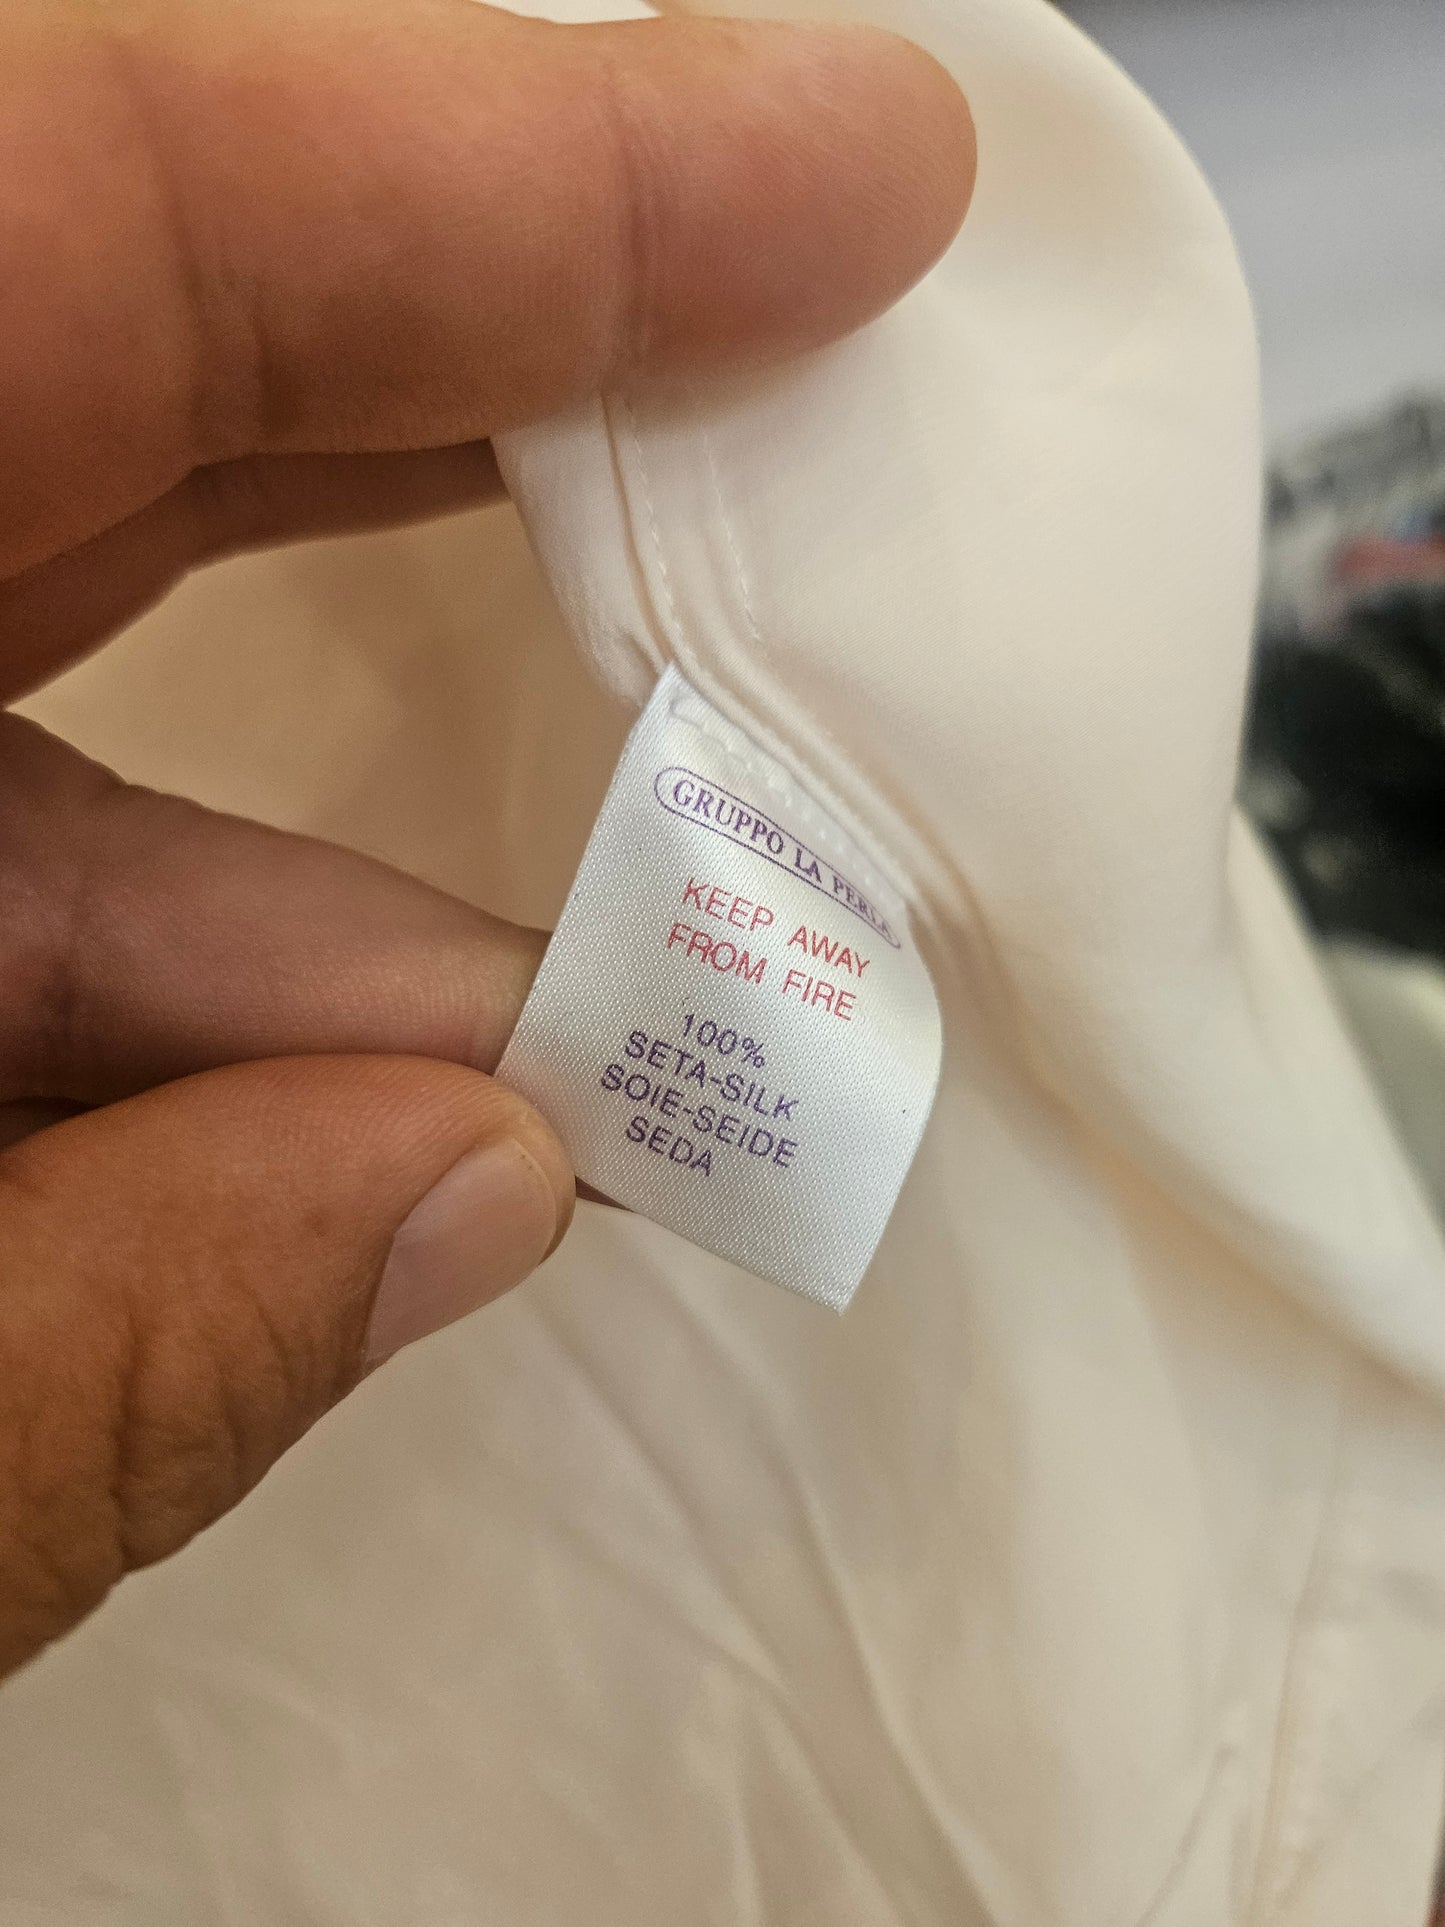 GRUPPO LA PERLA
KEEP AWAY
FROM FIRE
100%
SETA-SILK
SOIE-SEIDE
SEDA